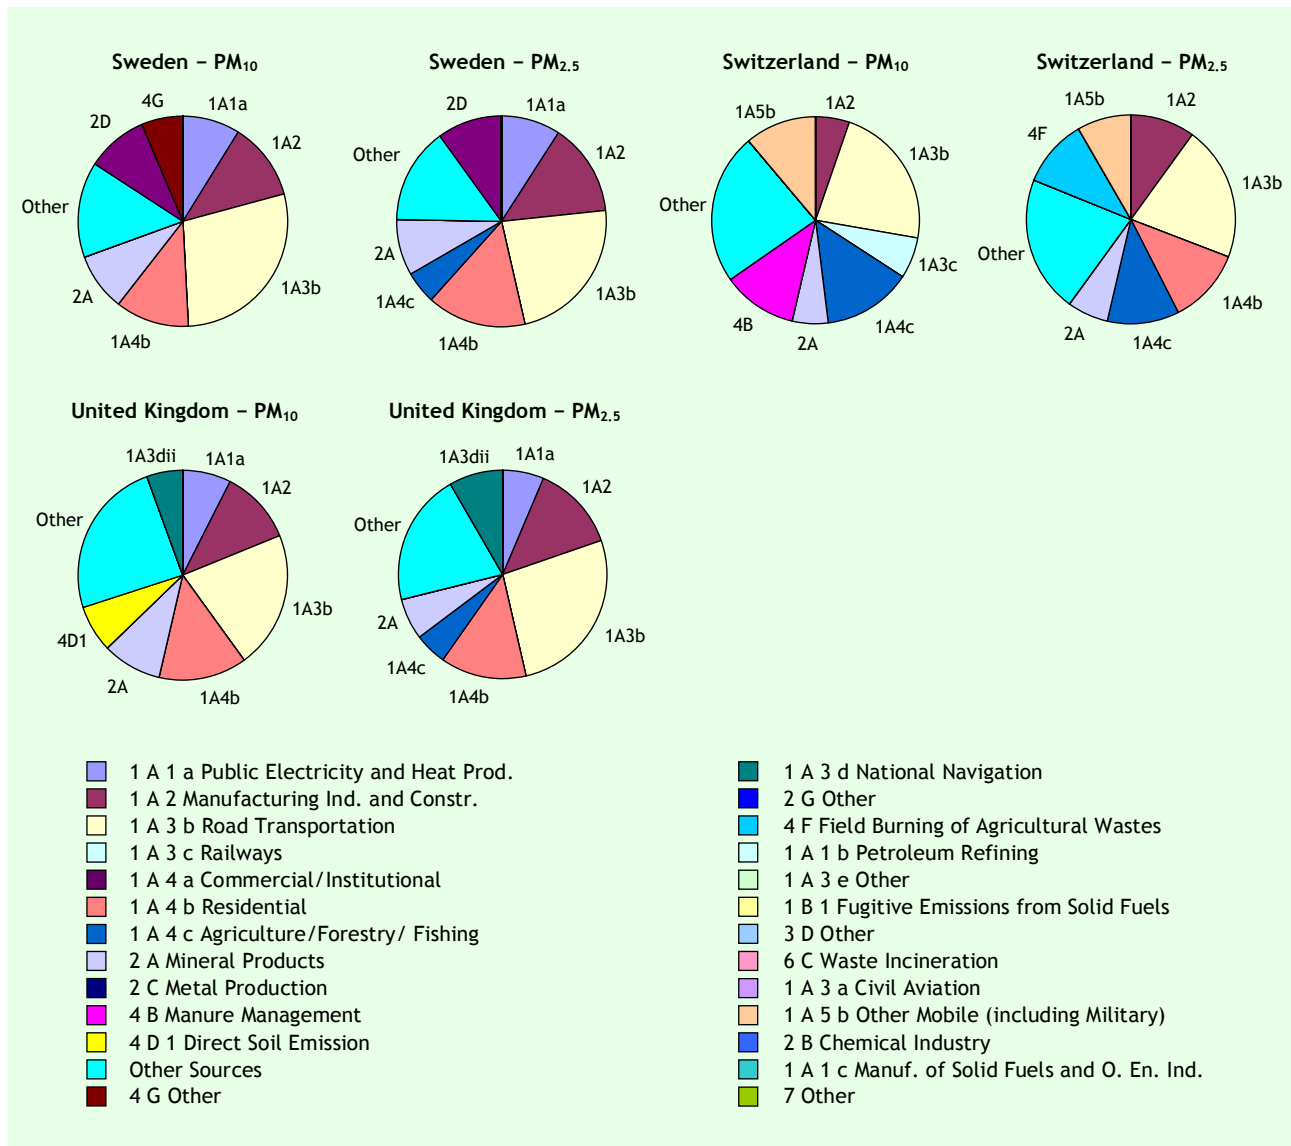 Sweden – PM10
Sweden – PM2.5
Switzerland – PM10
Switzerland – PM2.5
4G
1A1a
2D
1A2
Other
1A3b
2A
1A4b
2D
1A1a
Other
1A2
2A
1A3b
1A4c
1A4b
1A5b
1A2
1A3b
Other
1A3c
4B
1A4c
2A
1A5b
1A2
4F
1A3b
Other
1A4b
2A
1A4c
United Kingdom – PM10
United Kingdom – PM2.5
1A3dii
1A1a
1A2
Other
1A3b
4D1
2A
1A4b
1A3dii
1A1a
1A2
Other
2A
1A3b
1A4c
1A4b
1 A 1 a Public Electricity and Heat Prod.
1 A 2 Manufacturing Ind. and Constr.
1 A 3 b Road Transportation
1 A 3 c Railways
1 A 4 a Commercial/Institutional
1 A 4 b Residential
1 A 4 c Agriculture/Forestry/ Fishing
2 A Mineral Products
2 C Metal Production
4 B Manure Management
4 D 1 Direct Soil Emission
Other Sources
4 G Other
1 A 3 d National Navigation
2 G Other
4 F Field Burning of Agricultural Wastes
1 A 1 b Petroleum Refining
1 A 3 e Other
1 B 1 Fugitive Emissions from Solid Fuels
3 D Other
6 C Waste Incineration
1 A 3 a Civil Aviation
1 A 5 b Other Mobile (including Military)
2 B Chemical Industry
1 A 1 c Manuf. of Solid Fuels and O. En. Ind.
7 Other